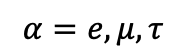 α = e, μ, τ